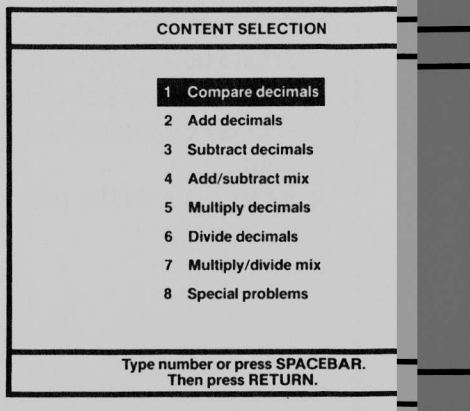 CONTENT SELECTION
1 Compare decimals
2 Add decimals
3 Subtract decimals
4 Add/subtract mix
5 Multiply decimals
6 Divide decimals
7 Multiply/divide mix
8 Special problems
Type number or press SPACEBAR.
Then press RETURN.